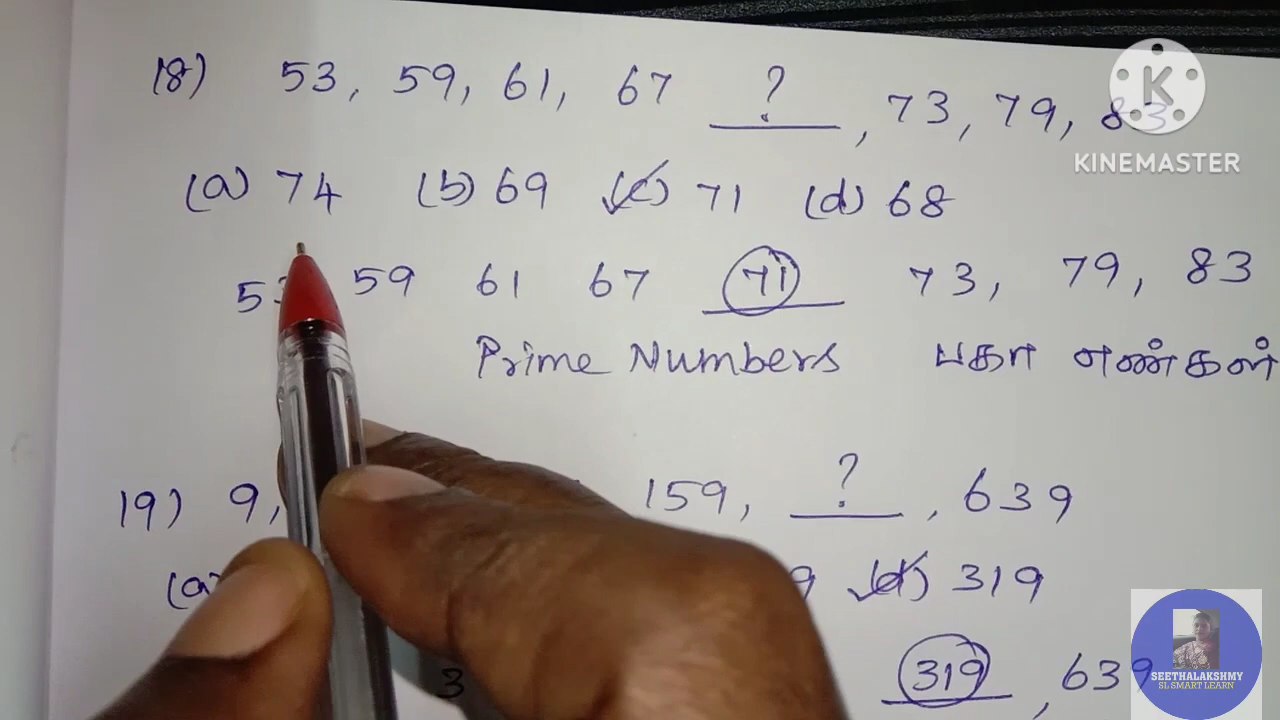 18) 53, 59, 61, 67 ?, 73, 79, 83
(a) 74 (b) 69 (c) 71 (d) 68
59 61 67 71 73, 79, 83
Prime Numbers பகா எண்கள்
19) 9, 159, ?, 639
(a) (d) 319
3 319, 639
KINEMASTER
SEETHALAKSHMY
SL SMART LEARN